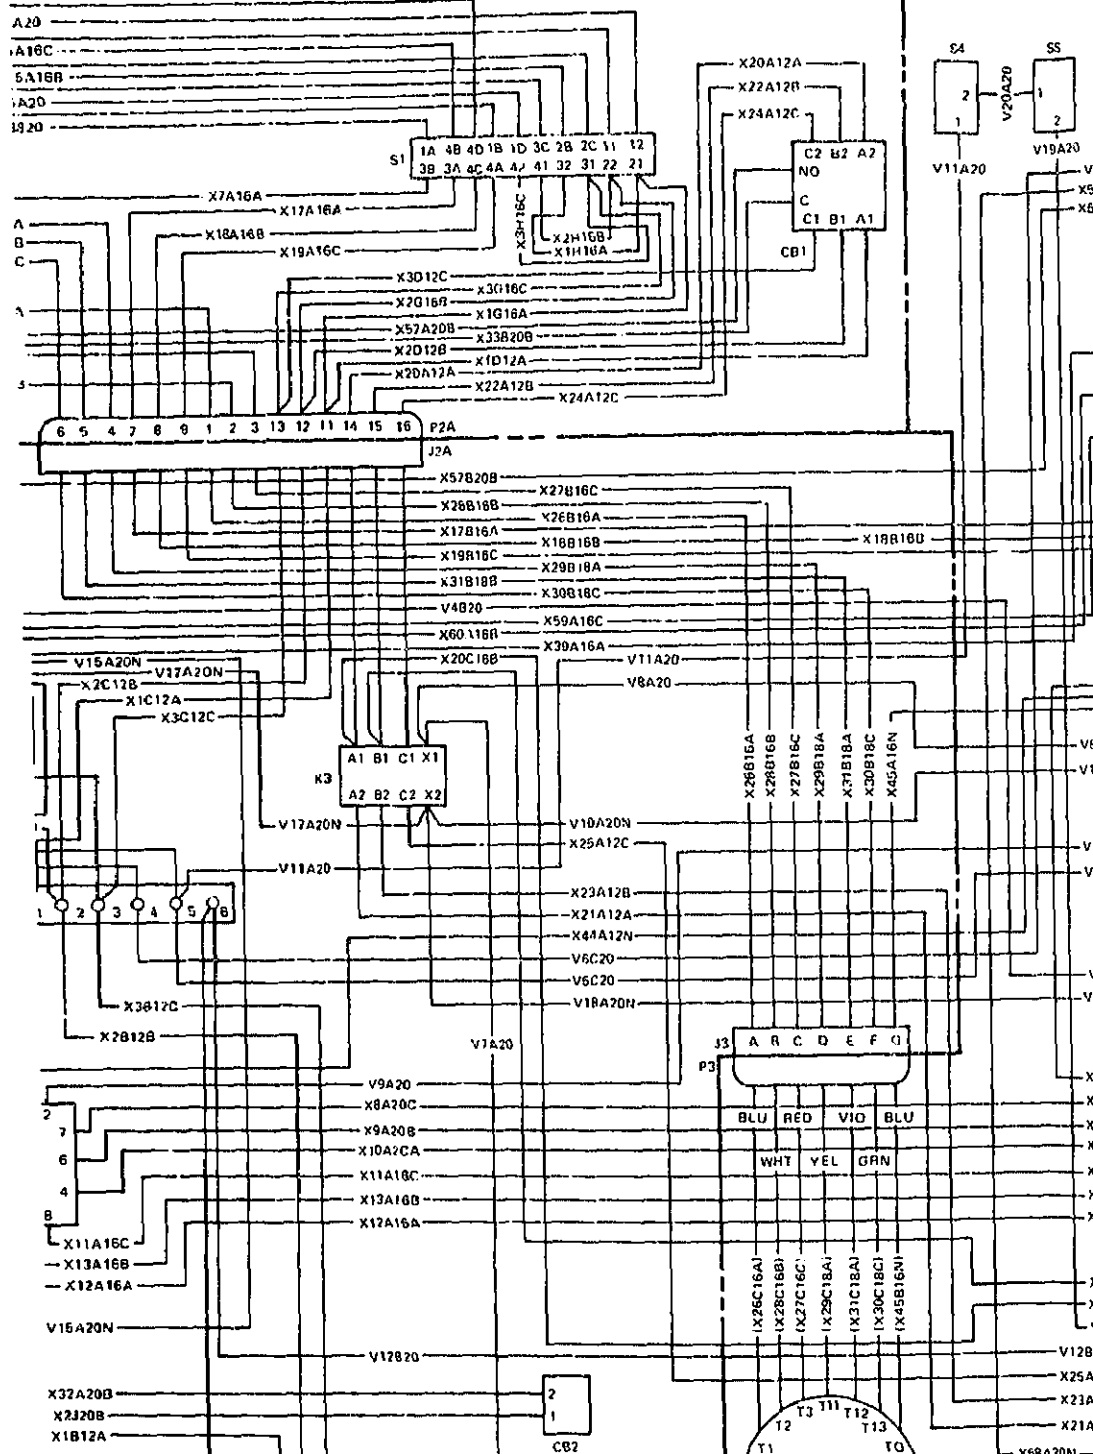 A20
A16C
A16B
A20
B20
S4 S5
2 V20A20 1
1 2
V11A20 V19A20
X20A12A
X22A12B
X24A12C
S1
1A 4B 4D 1B 1D 3C 2B 2C 11 12
3B 3A 4C 4A 41 32 31 22 21
C2 B2 A2
NO
C
C1 B1 A1
CB1
X7A16A
X17A16A
X18A16B
X19A16C
X3H16C
X2H16B
X1H16A
A
B
C
X3D12C
X3G16C
X2G16B
X1G16A
X57A20B
X33B20B
X2D12B
X1D12A
X20A12A
X22A12B
X24A12C
6 5 4 7 8 9 1 2 3 13 12 11 14 15 16 P2A
J2A
X57B20B
X27B16C
X28B16B
X26B16A
X17B16A
X18B16B X18B16B
X19B16C
X29B18A
X31B18B
X30B18C
V4B20
X59A16C
X60A16B
X39A16A
V15A20N X20C16B V11A20
V17A20N
X2C12B V8A20
X1C12A
X3C12C
K3
A1 B1 C1 X1
A2 B2 C2 X2
X26B16A X28B16B X27B16C X29B18A X31B18A X30B18C X45A16N
V17A20N V10A20N
X25A12C
V11A20
X23A12B
X21A12A
X44A12N
1 2 3 4 5 6
V6C20
V6C20
X3B12C V18A20N
X2B12B V7A20
J3 A B C D E F G
P3
V9A20
X8A20C
X9A20B
X10A20A
X11A16C
X13A16B
X12A16A
2
7
6
4
8
BLU RED VIO BLU
WHT YEL GRN
X11A16C
X13A16B
X12A16A
(X26C16A) (X28C16B) (X27C16C) (X29C18A) (X31C18A) (X30C18C) (X45B16N)
V15A20N
V12B20 V12B
X25A
X32A20B 2 X23A
X2J20B 1 X21A
X1B12A CB2
T1 T2 T3 T11 T12 T13 T0
X68A20N